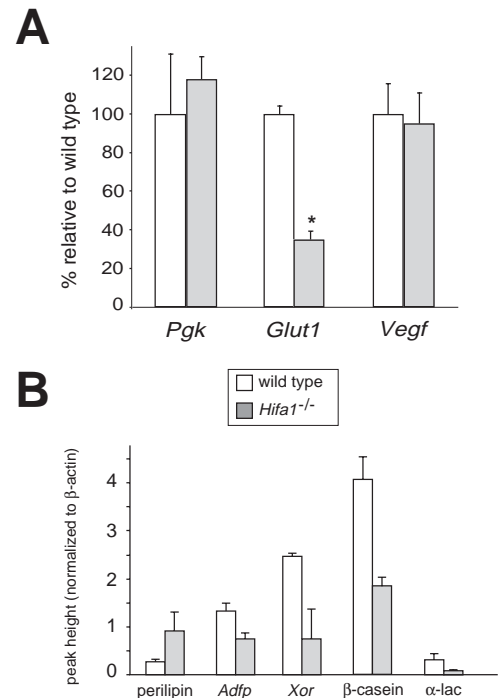 A
% relative to wild type
120
100
80
60
40
20
0
*
Pgk Glut1 Vegf
B
wild type
Hifa1-/-
peak height (normalized to β-actin)
4
3
2
1
0
perilipin Adfp Xor β-casein α-lac